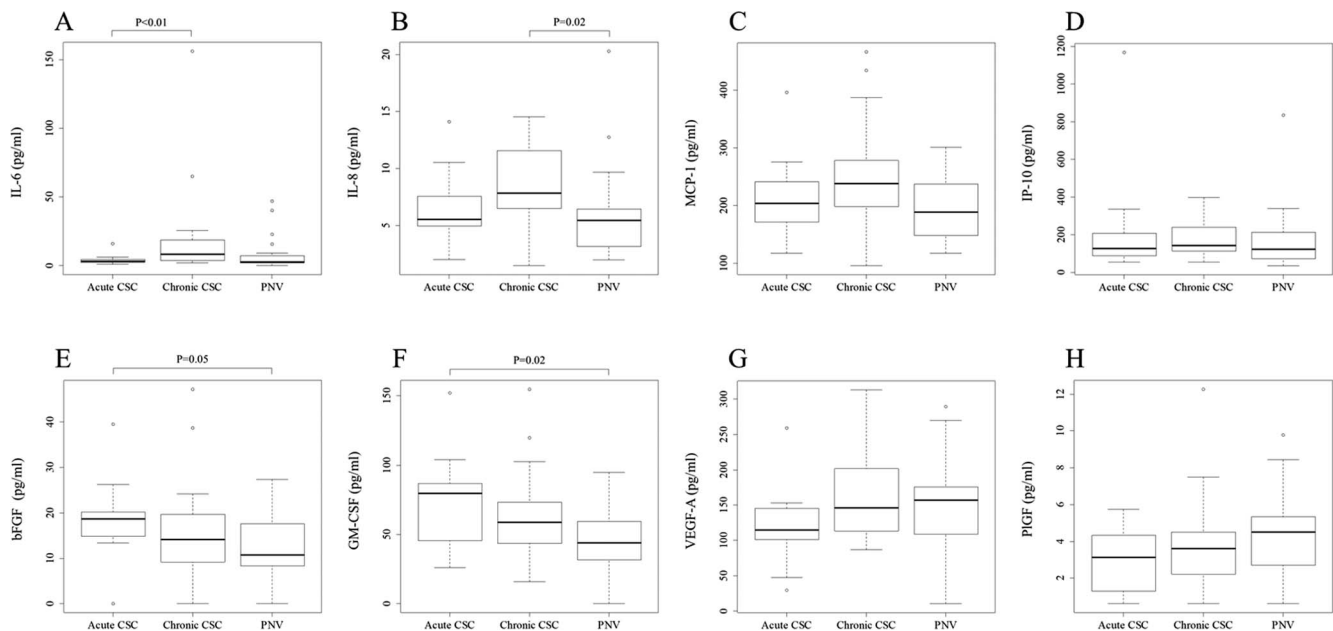 A
P<0.01
IL-6 (pg/ml)
150
100
50
0
Acute CSC Chronic CSC PNV
B
P=0.02
IL-8 (pg/ml)
20
15
10
5
Acute CSC Chronic CSC PNV
C
MCP-1 (pg/ml)
400
300
200
100
Acute CSC Chronic CSC PNV
D
IP-10 (pg/ml)
1200
1000
800
600
400
200
0
Acute CSC Chronic CSC PNV
E
P=0.05
bFGF (pg/ml)
40
30
20
10
0
Acute CSC Chronic CSC PNV
F
P=0.02
GM-CSF (pg/ml)
150
100
50
0
Acute CSC Chronic CSC PNV
G
VEGF-A (pg/ml)
300
250
200
150
100
50
0
Acute CSC Chronic CSC PNV
H
PlGF (pg/ml)
12
10
8
6
4
2
Acute CSC Chronic CSC PNV